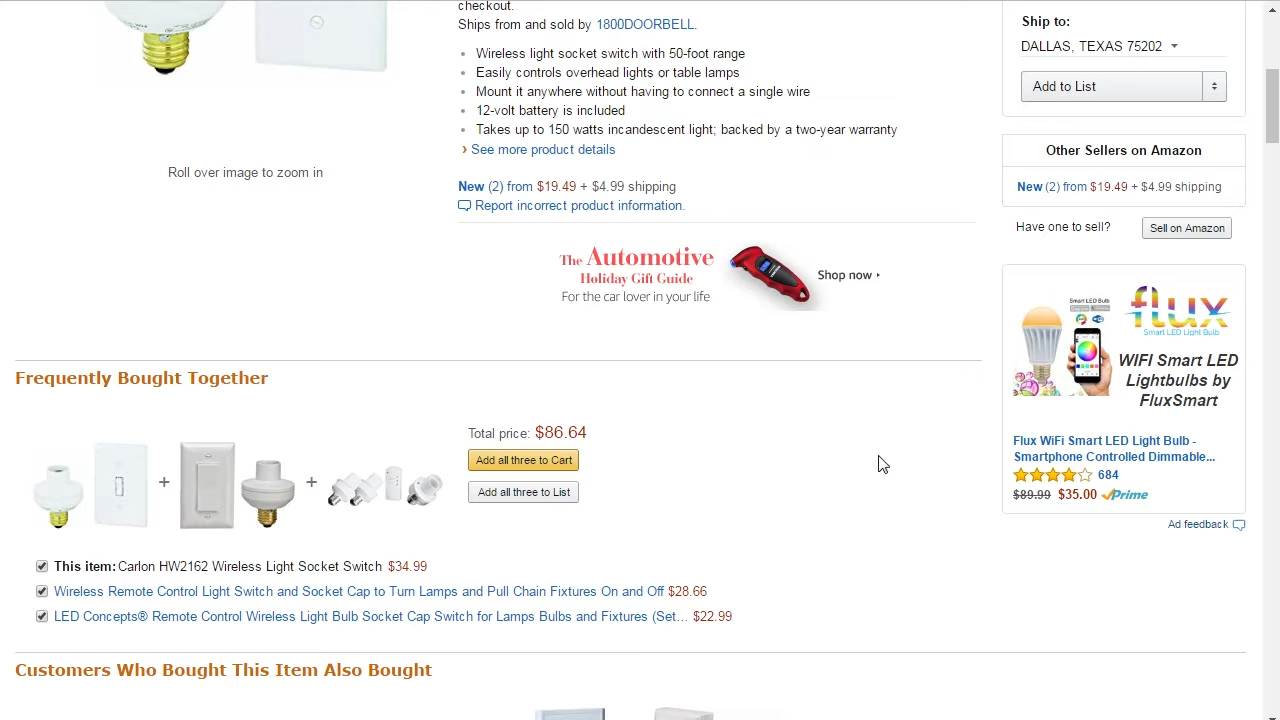 checkout.
Ships from and sold by 1800DOORBELL.
Wireless light socket switch with 50-foot range
Easily controls overhead lights or table lamps
Mount it anywhere without having to connect a single wire
12-volt battery is included
Takes up to 150 watts incandescent light; backed by a two-year warranty
› See more product details
Roll over image to zoom in
New (2) from $19.49 + $4.99 shipping
Report incorrect product information.
The Automotive
Holiday Gift Guide
For the car lover in your life
Shop now ›
Ship to:
DALLAS, TEXAS 75202
Add to List
Other Sellers on Amazon
New (2) from $19.49 + $4.99 shipping
Have one to sell?
Sell on Amazon
Smart LED Bulb
flux
Smart LED Light Bulb
WIFI Smart LED
Lightbulbs by
FluxSmart
Flux WiFi Smart LED Light Bulb -
Smartphone Controlled Dimmable...
684
$89.99 $35.00 Prime
Ad feedback
Frequently Bought Together
+ +
Total price: $86.64
Add all three to Cart
Add all three to List
This item: Carlon HW2162 Wireless Light Socket Switch $34.99
Wireless Remote Control Light Switch and Socket Cap to Turn Lamps and Pull Chain Fixtures On and Off $28.66
LED Concepts® Remote Control Wireless Light Bulb Socket Cap Switch for Lamps Bulbs and Fixtures (Set... $22.99
Customers Who Bought This Item Also Bought